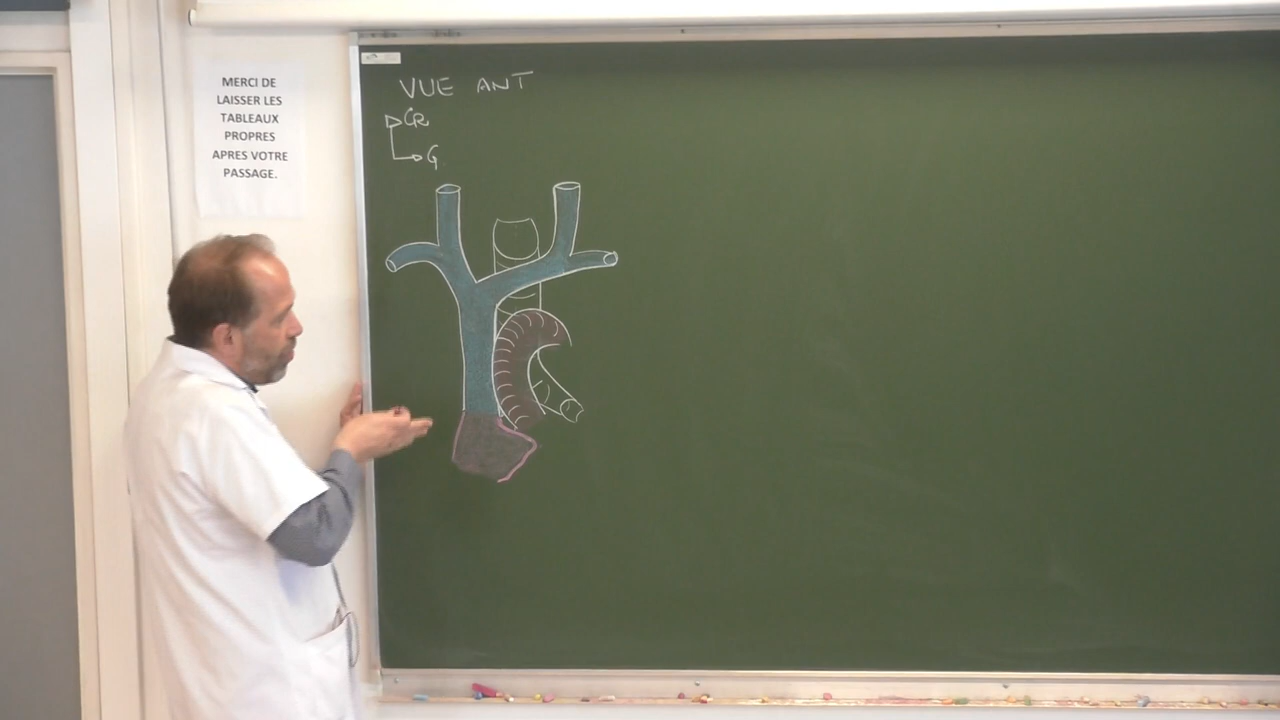 MERCI DE
LAISSER LES
TABLEAUX
PROPRES
APRES VOTRE
PASSAGE.
VUE ANT
CR
G